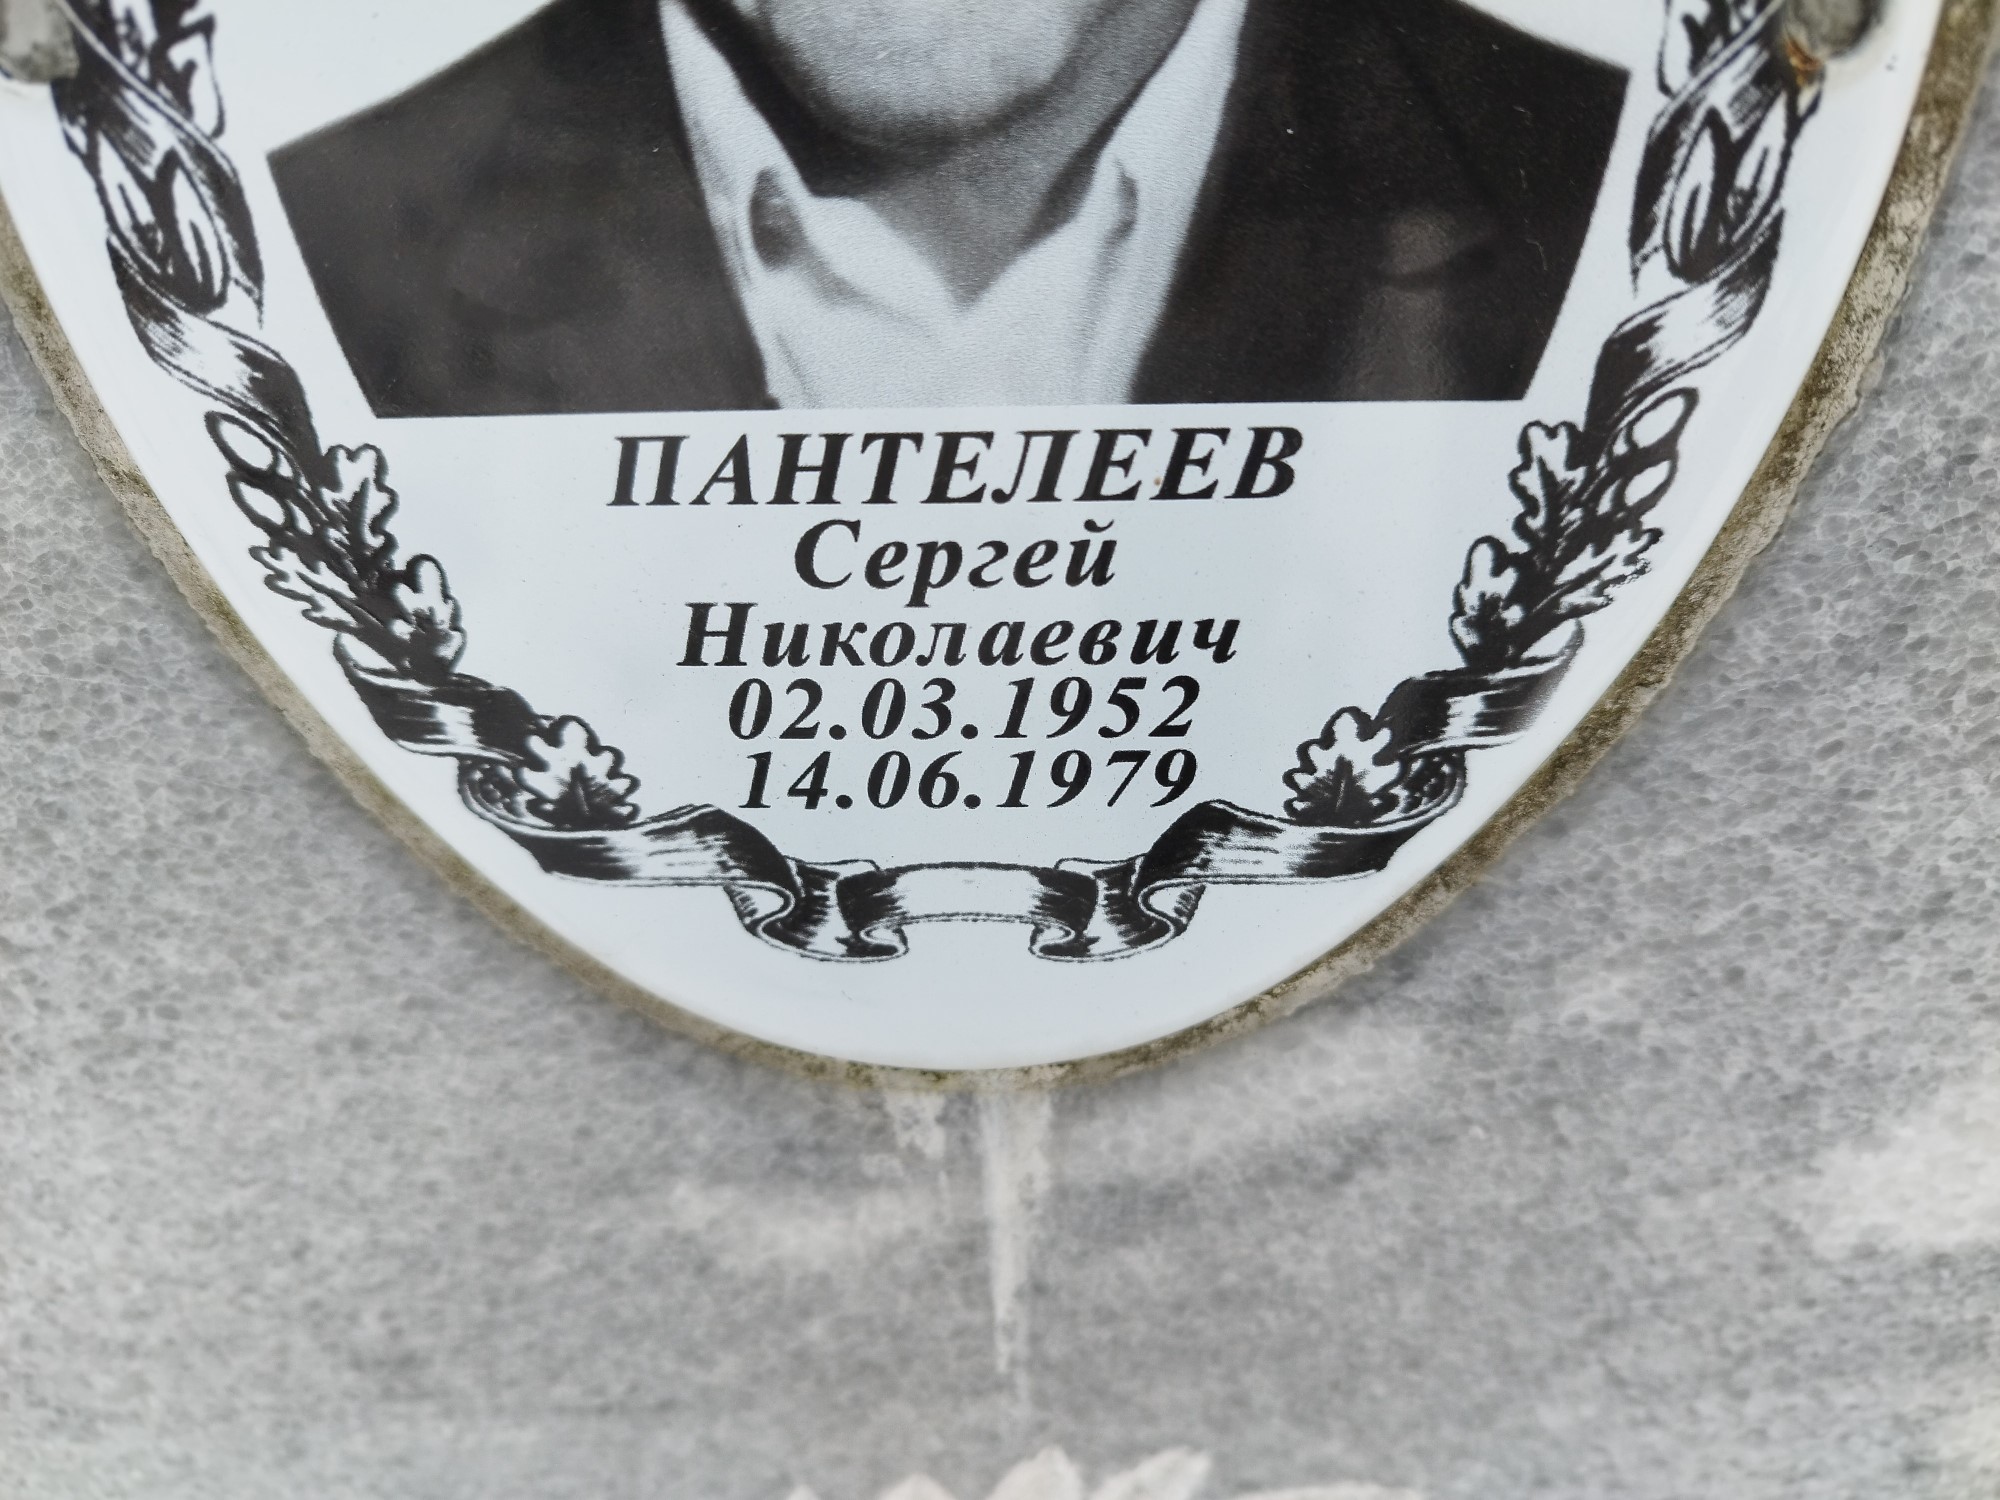 ПАНТЕЛЕЕВ
Сергей
Николаевич
02.03.1952
14.06.1979